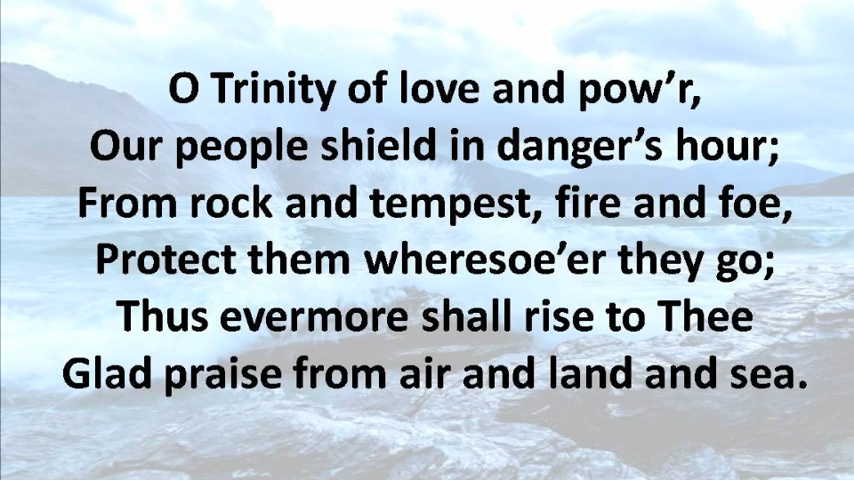 O Trinity of love and pow’r,
Our people shield in danger’s hour;
From rock and tempest, fire and foe,
Protect them wheresoe’er they go;
Thus evermore shall rise to Thee
Glad praise from air and land and sea.